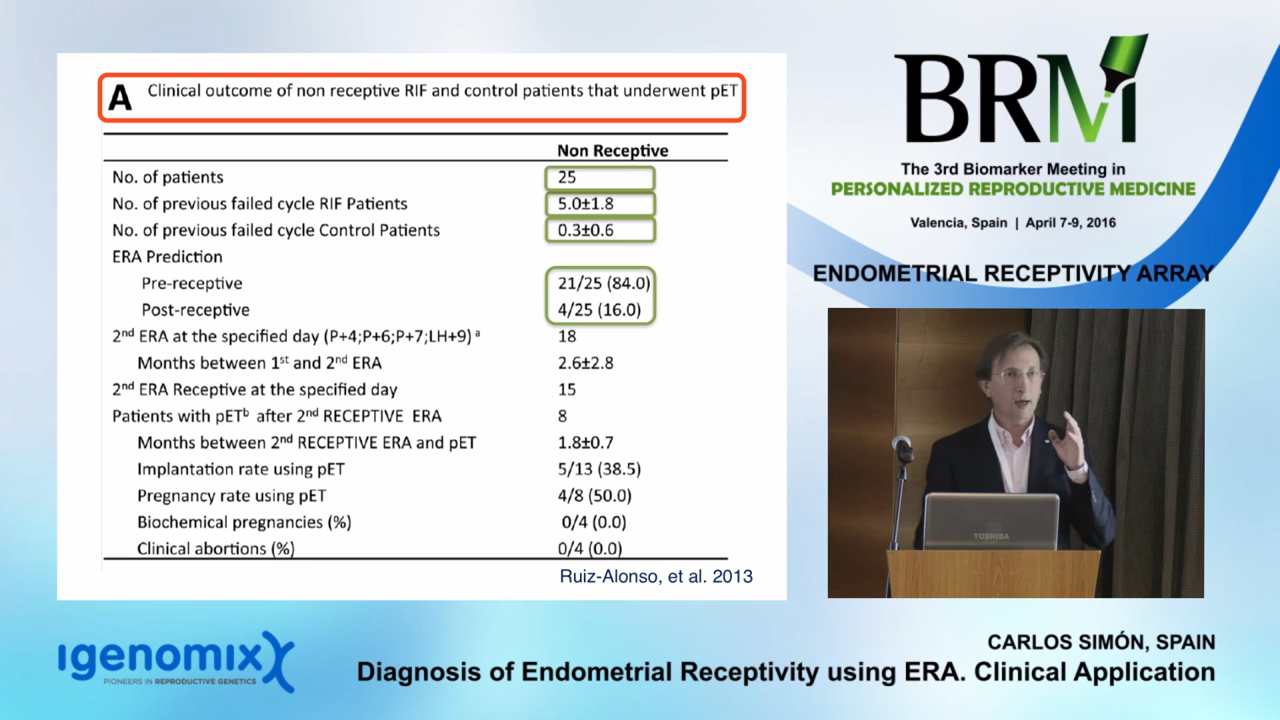 A Clinical outcome of non receptive RIF and control patients that underwent pET
Non Receptive
No. of patients 25
No. of previous failed cycle RIF Patients 5.0±1.8
No. of previous failed cycle Control Patients 0.3±0.6
ERA Prediction
Pre-receptive 21/25 (84.0)
Post-receptive 4/25 (16.0)
2nd ERA at the specified day (P+4;P+6;P+7;LH+9) a 18
Months between 1st and 2nd ERA 2.6±2.8
2nd ERA Receptive at the specified day 15
Patients with pETb after 2nd RECEPTIVE ERA 8
Months between 2nd RECEPTIVE ERA and pET 1.8±0.7
Implantation rate using pET 5/13 (38.5)
Pregnancy rate using pET 4/8 (50.0)
Biochemical pregnancies (%) 0/4 (0.0)
Clinical abortions (%) 0/4 (0.0)
Ruiz-Alonso, et al. 2013
BRM
The 3rd Biomarker Meeting in
PERSONALIZED REPRODUCTIVE MEDICINE
Valencia, Spain | April 7-9, 2016
ENDOMETRIAL RECEPTIVITY ARRAY
TOSHIBA
igenomix
PIONEERS IN REPRODUCTIVE GENETICS
CARLOS SIMÓN, SPAIN
Diagnosis of Endometrial Receptivity using ERA. Clinical Application